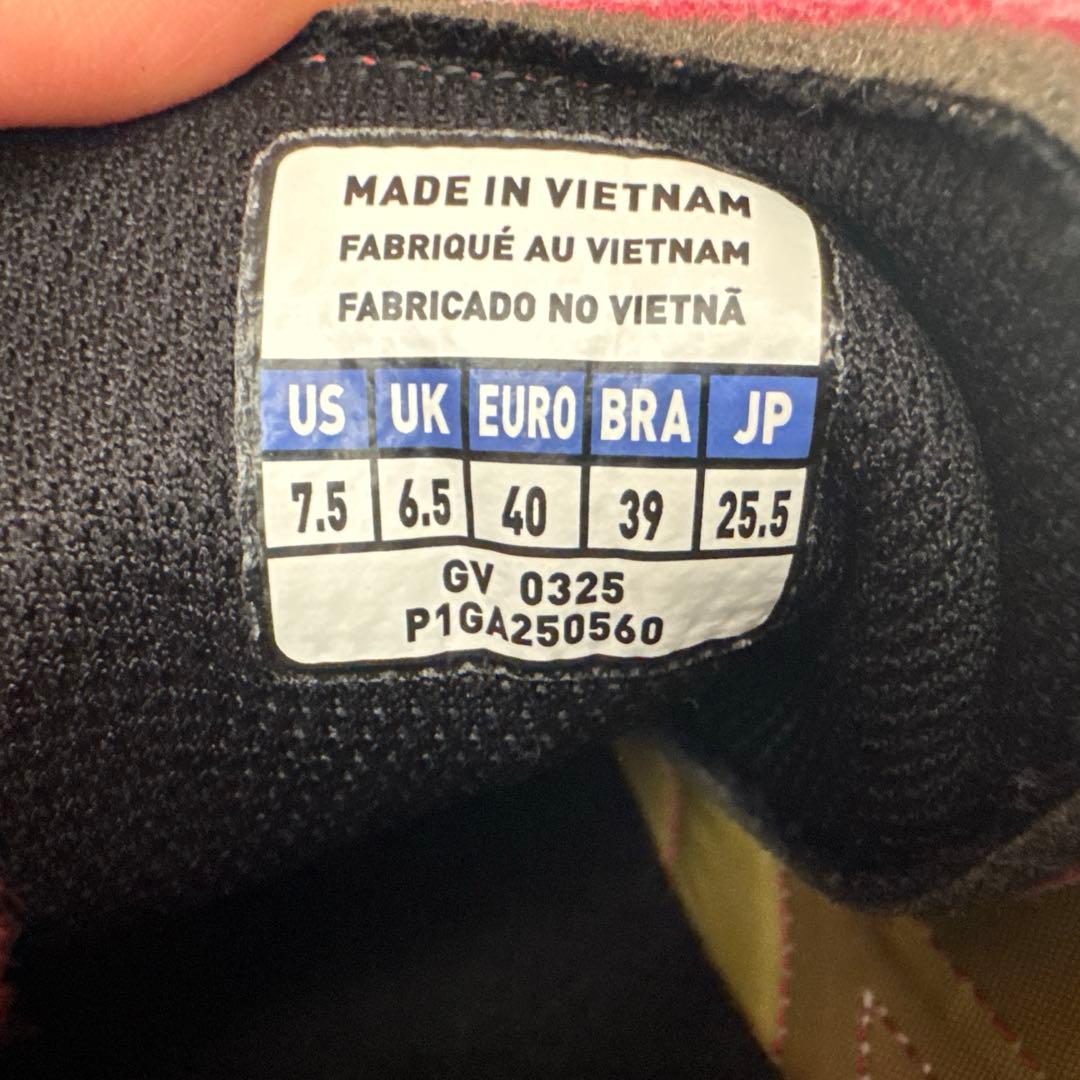 MADE IN VIETNAM
FABRIQUÉ AU VIETNAM
FABRICADO NO VIETNÃ
US UK EURO BRA JP
7.5 6.5 40 39 25.5
GV 0325
P1GA250560